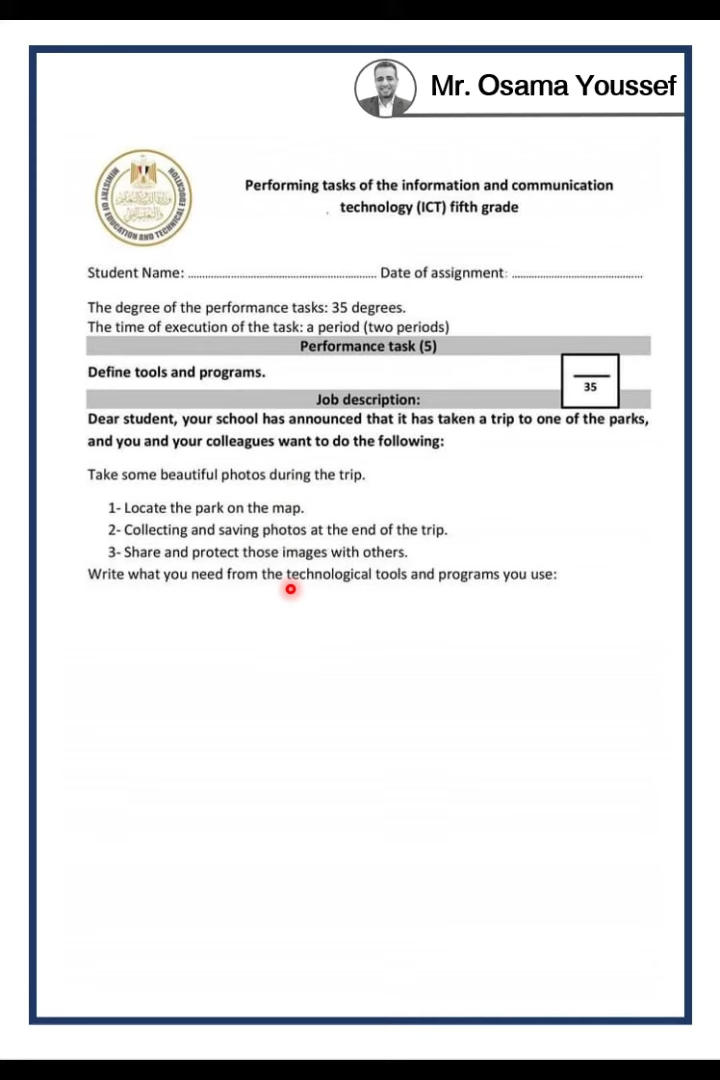 Mr. Osama Youssef
Performing tasks of the information and communication
technology (ICT) fifth grade
MINISTRY OF EDUCATION AND TECHNICAL EDUCATION
Student Name: ........................................................ Date of assignment: ........................................
The degree of the performance tasks: 35 degrees.
The time of execution of the task: a period (two periods)
Performance task (5)
Define tools and programs.
35
Job description:
Dear student, your school has announced that it has taken a trip to one of the parks,
and you and your colleagues want to do the following:
Take some beautiful photos during the trip.
1- Locate the park on the map.
2- Collecting and saving photos at the end of the trip.
3- Share and protect those images with others.
Write what you need from the technological tools and programs you use: